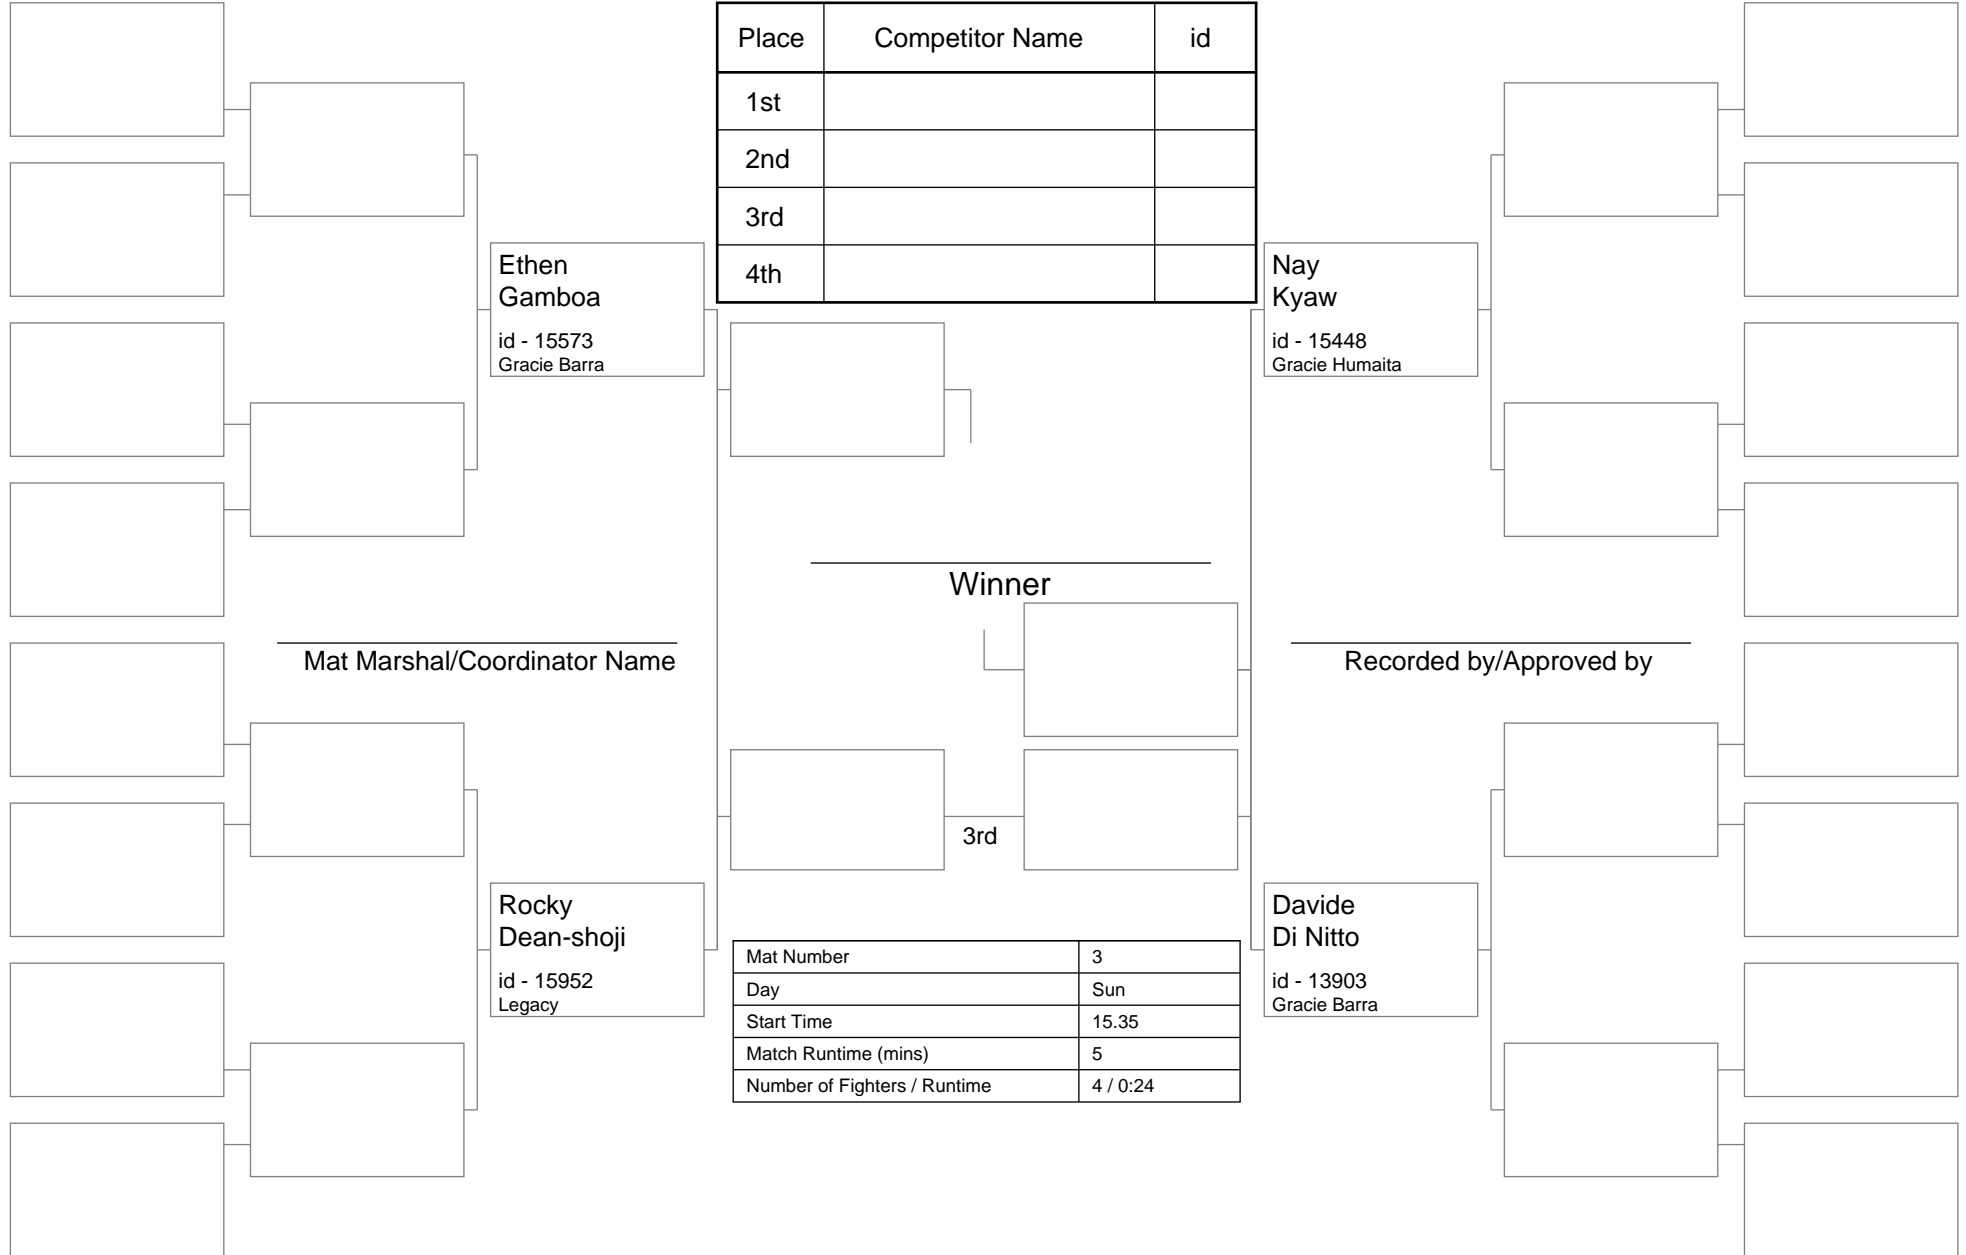 Place Competitor Name id
1st
2nd
3rd
4th
Ethen
Gamboa
id - 15573
Gracie Barra
Nay
Kyaw
id - 15448
Gracie Humaita
Winner
Mat Marshal/Coordinator Name
Recorded by/Approved by
3rd
Rocky
Dean-shoji
id - 15952
Legacy
Davide
Di Nitto
id - 13903
Gracie Barra
Mat Number 3
Day Sun
Start Time 15.35
Match Runtime (mins) 5
Number of Fighters / Runtime 4 / 0:24